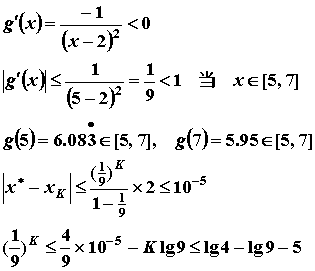 g′(x) = −1/(x−2)² < 0
|g′(x)| ≤ 1/(5−2)² = 1/9 < 1 当 x∈[5, 7]
g(5) = 6.083̇ ∈[5, 7], g(7) = 5.95∈[5, 7]
|x* − x_K| ≤ (1/9)^K/(1−1/9) × 2 ≤ 10⁻⁵
(1/9)^K ≤ 4/9 × 10⁻⁵ − K lg9 ≤ lg4 − lg9 − 5